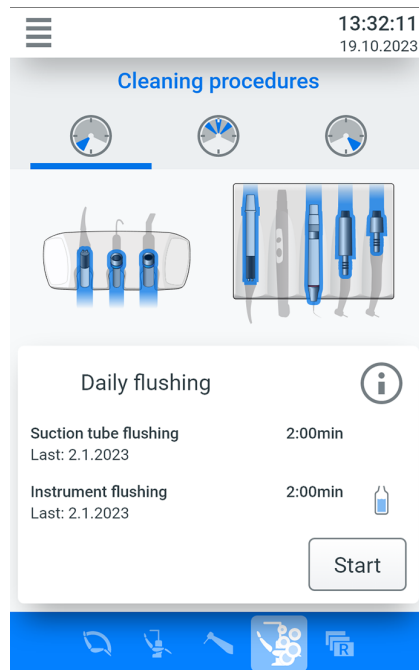 13:32:11
19.10.2023
Cleaning procedures
Daily flushing
Suction tube flushing 2:00min
Last: 2.1.2023
Instrument flushing 2:00min
Last: 2.1.2023
Start
R